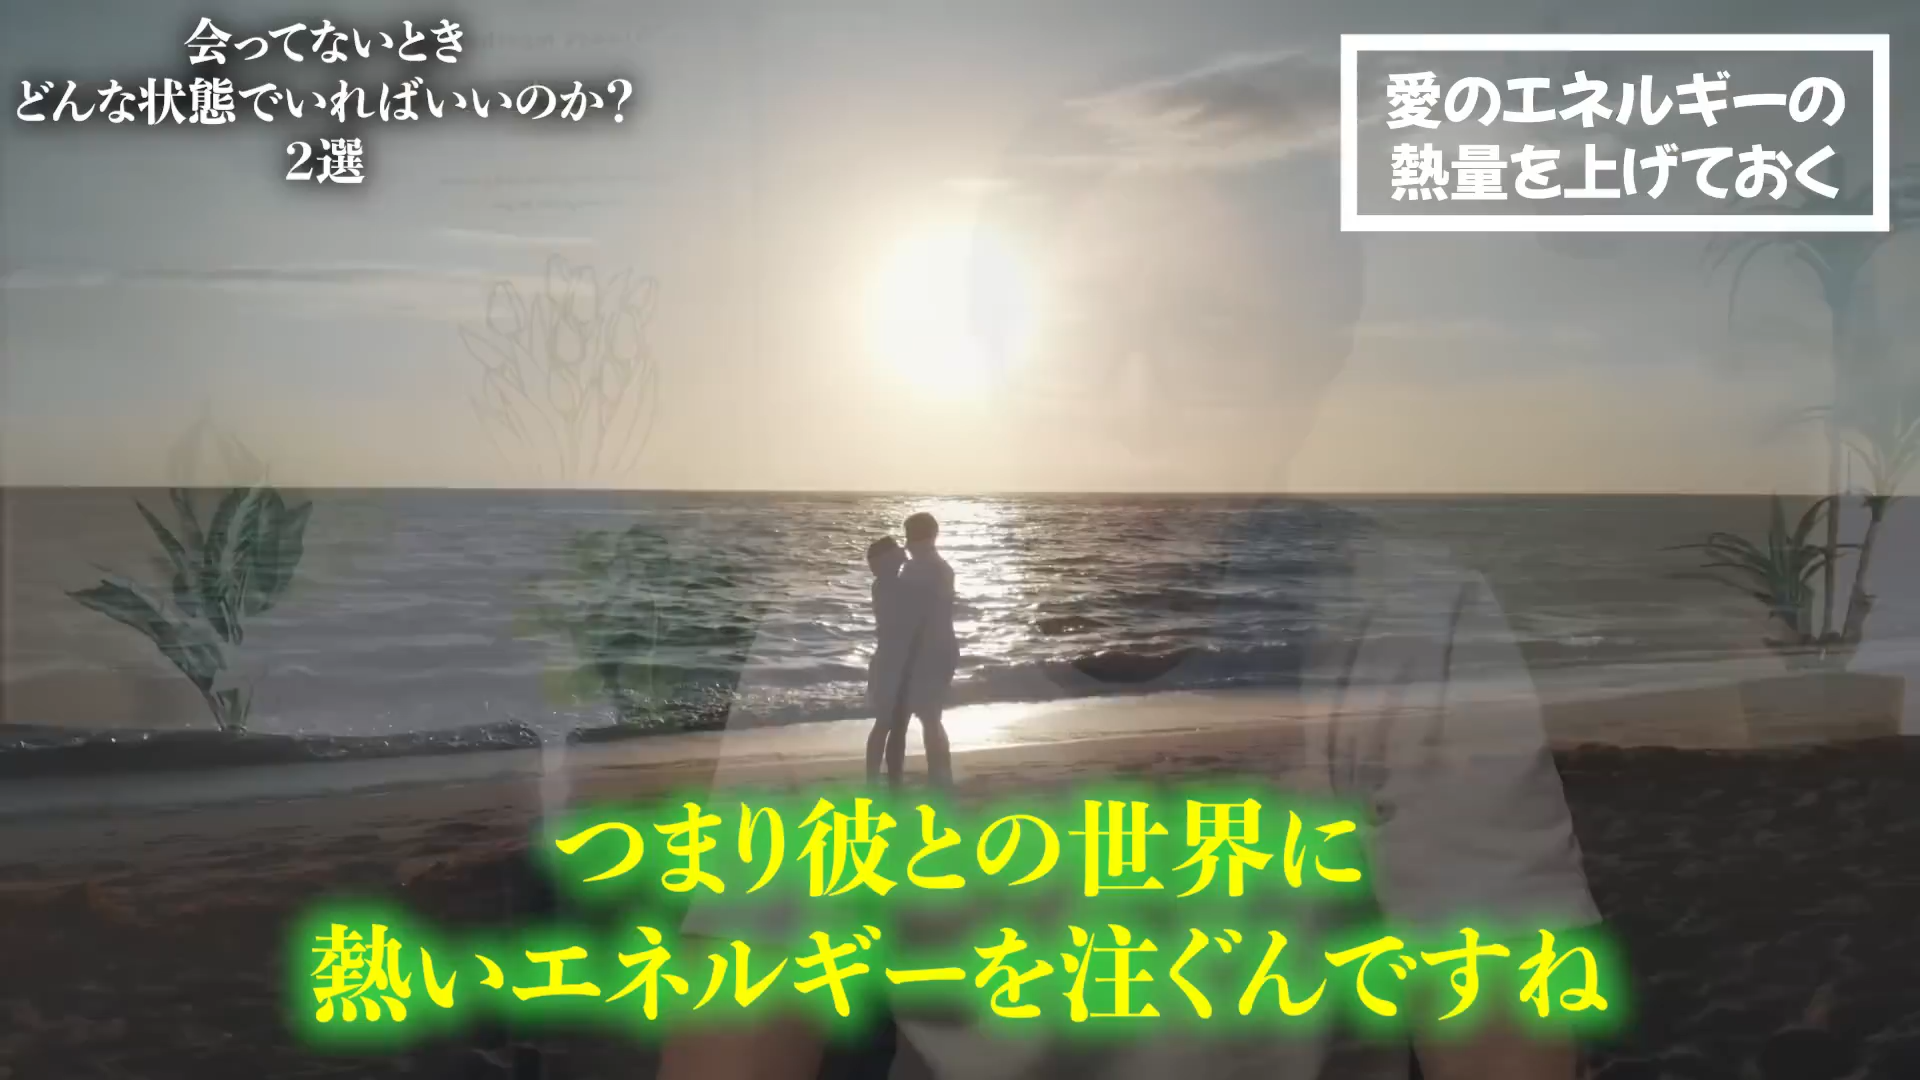 会ってないとき
どんな状態でいればいいのか？
2選
愛のエネルギーの
熱量を上げておく
つまり彼との世界に
熱いエネルギーを注ぐんですね